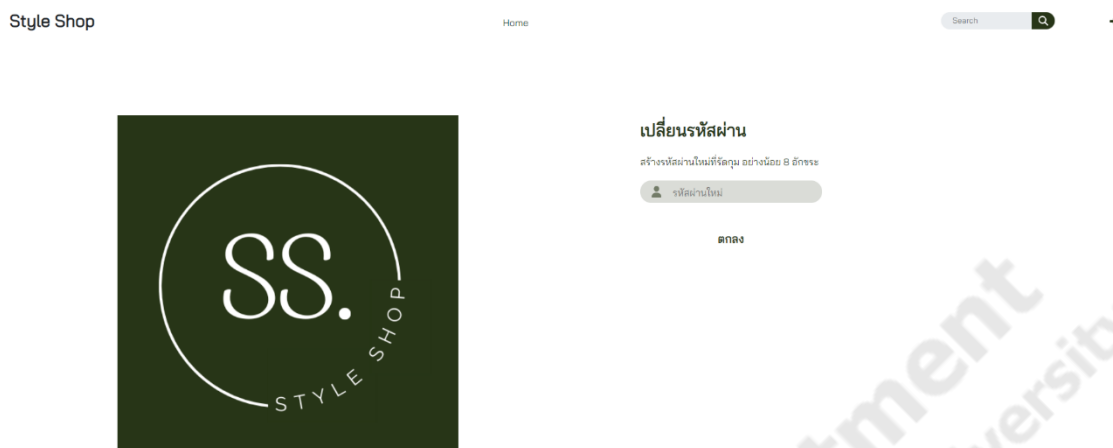 Style Shop
Home
Search
เปลี่ยนรหัสผ่าน
สร้างรหัสผ่านใหม่ที่รัดกุม อย่างน้อย 8 อักขระ
รหัสผ่านใหม่
ตกลง
SS.
STYLE SHOP